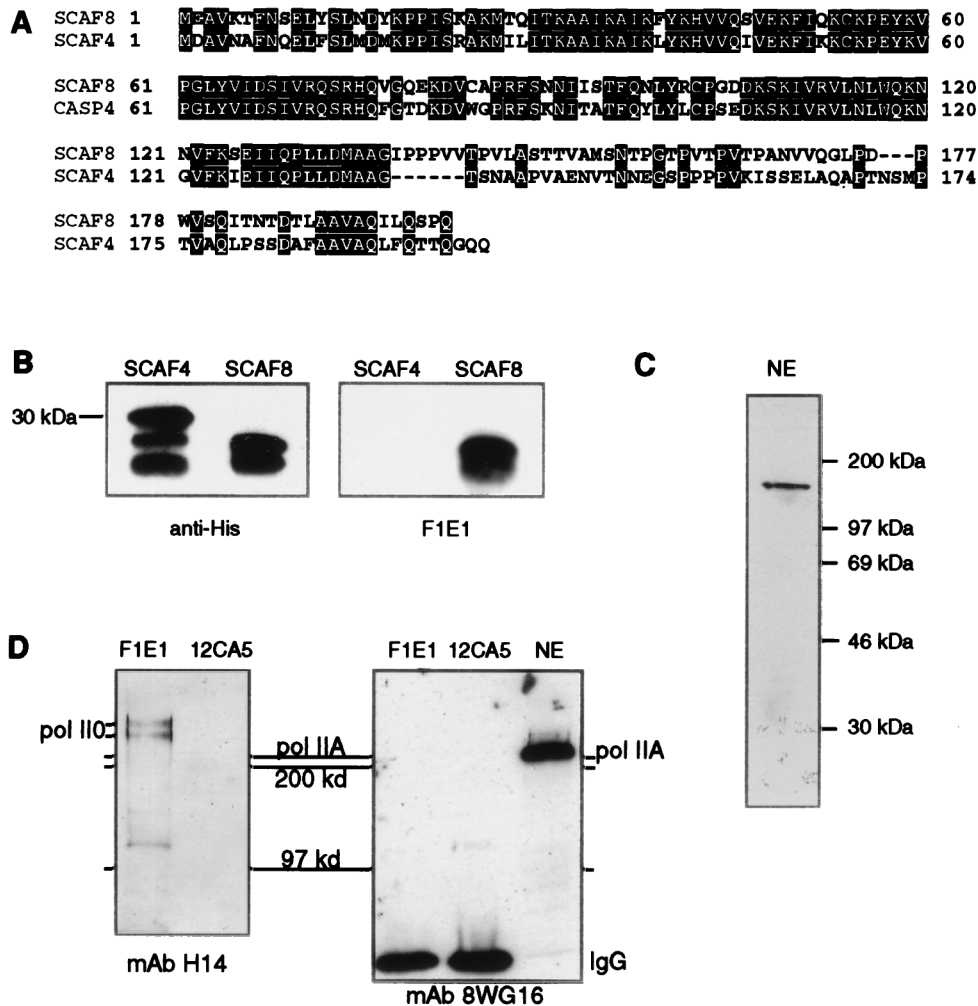 A
SCAF8 1 MEAVKTFNSELYSLNDYKPPISKAKMTQITKAAIKAIKFYKHVVQSVEKFIQKCKPEYKV 60
SCAF4 1 MDAVNAFNQELFSLMDMKPPISRAKMILITKAAIKAIKLYKHVVQIVEKFIKKCKPEYKV 60
SCAF8 61 PGLYVIDSIVRQSRHQVGQEKDVCAPRFSNNIISTFQNLYRCPGDDKSKIVRVLNLWQKN 120
CASP4 61 PGLYVIDSIVRQSRHQFGTDKDVWGPRFSKNITATFQYLYLCPSEDKSKIVRVLNLWQKN 120
SCAF8 121 NVFKSEIIQPLLDMAAGIPPPVVTPVLASTTVAMSNTPGTPVTPVTPANVVQGLPD---P 177
SCAF4 121 GVFKIEIIQPLLDMAAG------TSNAAPVAENVTNNEGSPPPPVKISSELAQAPTNSMP 174
SCAF8 178 WVSQITNTDTLAAVAQILQSPQ
SCAF4 175 TVAQLPSSDAFAAVAQLFQTTQGQQ
B
SCAF4 SCAF8 SCAF4 SCAF8
30 kDa
anti-His F1E1
C
NE
200 kDa
97 kDa
69 kDa
46 kDa
30 kDa
D
F1E1 12CA5 F1E1 12CA5 NE
pol II0
pol IIA pol IIA
200 kd
97 kd
IgG
mAb H14
mAb 8WG16